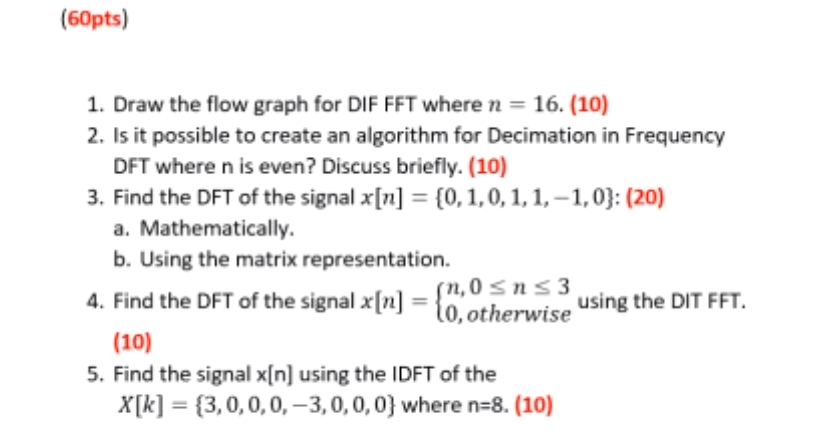 (60pts)
1. Draw the flow graph for DIF FFT where n = 16. (10)
2. Is it possible to create an algorithm for Decimation in Frequency
DFT where n is even? Discuss briefly. (10)
3. Find the DFT of the signal x[n] = {0, 1, 0, 1, 1, −1, 0}: (20)
a. Mathematically.
b. Using the matrix representation.
4. Find the DFT of the signal x[n] = {n, 0 ≤ n ≤ 3
0, otherwise using the DIT FFT.
(10)
5. Find the signal x[n] using the IDFT of the
X[k] = {3, 0, 0, 0, −3, 0, 0, 0} where n=8. (10)